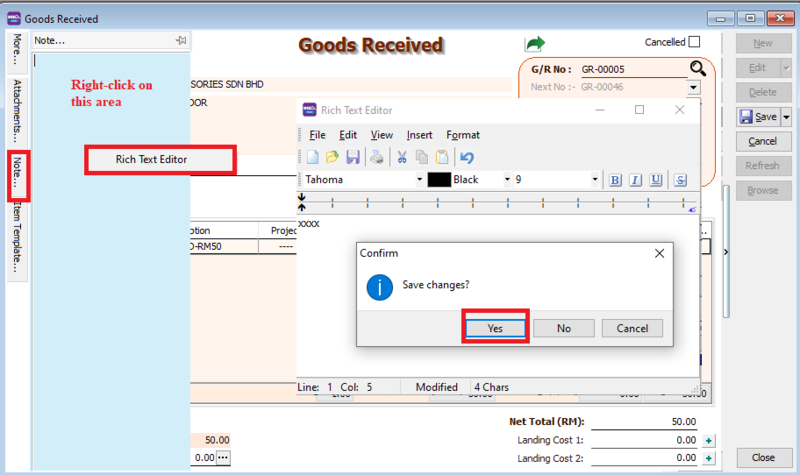 Goods Received
More...
Attachments...
Note...
Item Template...
Note...
Right-click on
this area
Rich Text Editor
Goods Received
Cancelled
G/R No : GR-00005
Next No :- GR-00046
SORIES SDN BHD
OOR
Rich Text Editor
File Edit View Insert Format
Tahoma Black 9
B I U S
xxxx
ption Project
D-RM50 ----
Confirm
Save changes?
Yes No Cancel
Line: 1 Col: 5 Modified 4 Chars
Net Total (RM): 50.00
50.00 Landing Cost 1: 0.00 +
0.00 ... Landing Cost 2: 0.00 +
New
Edit
Delete
Save
Cancel
Refresh
Browse
Close